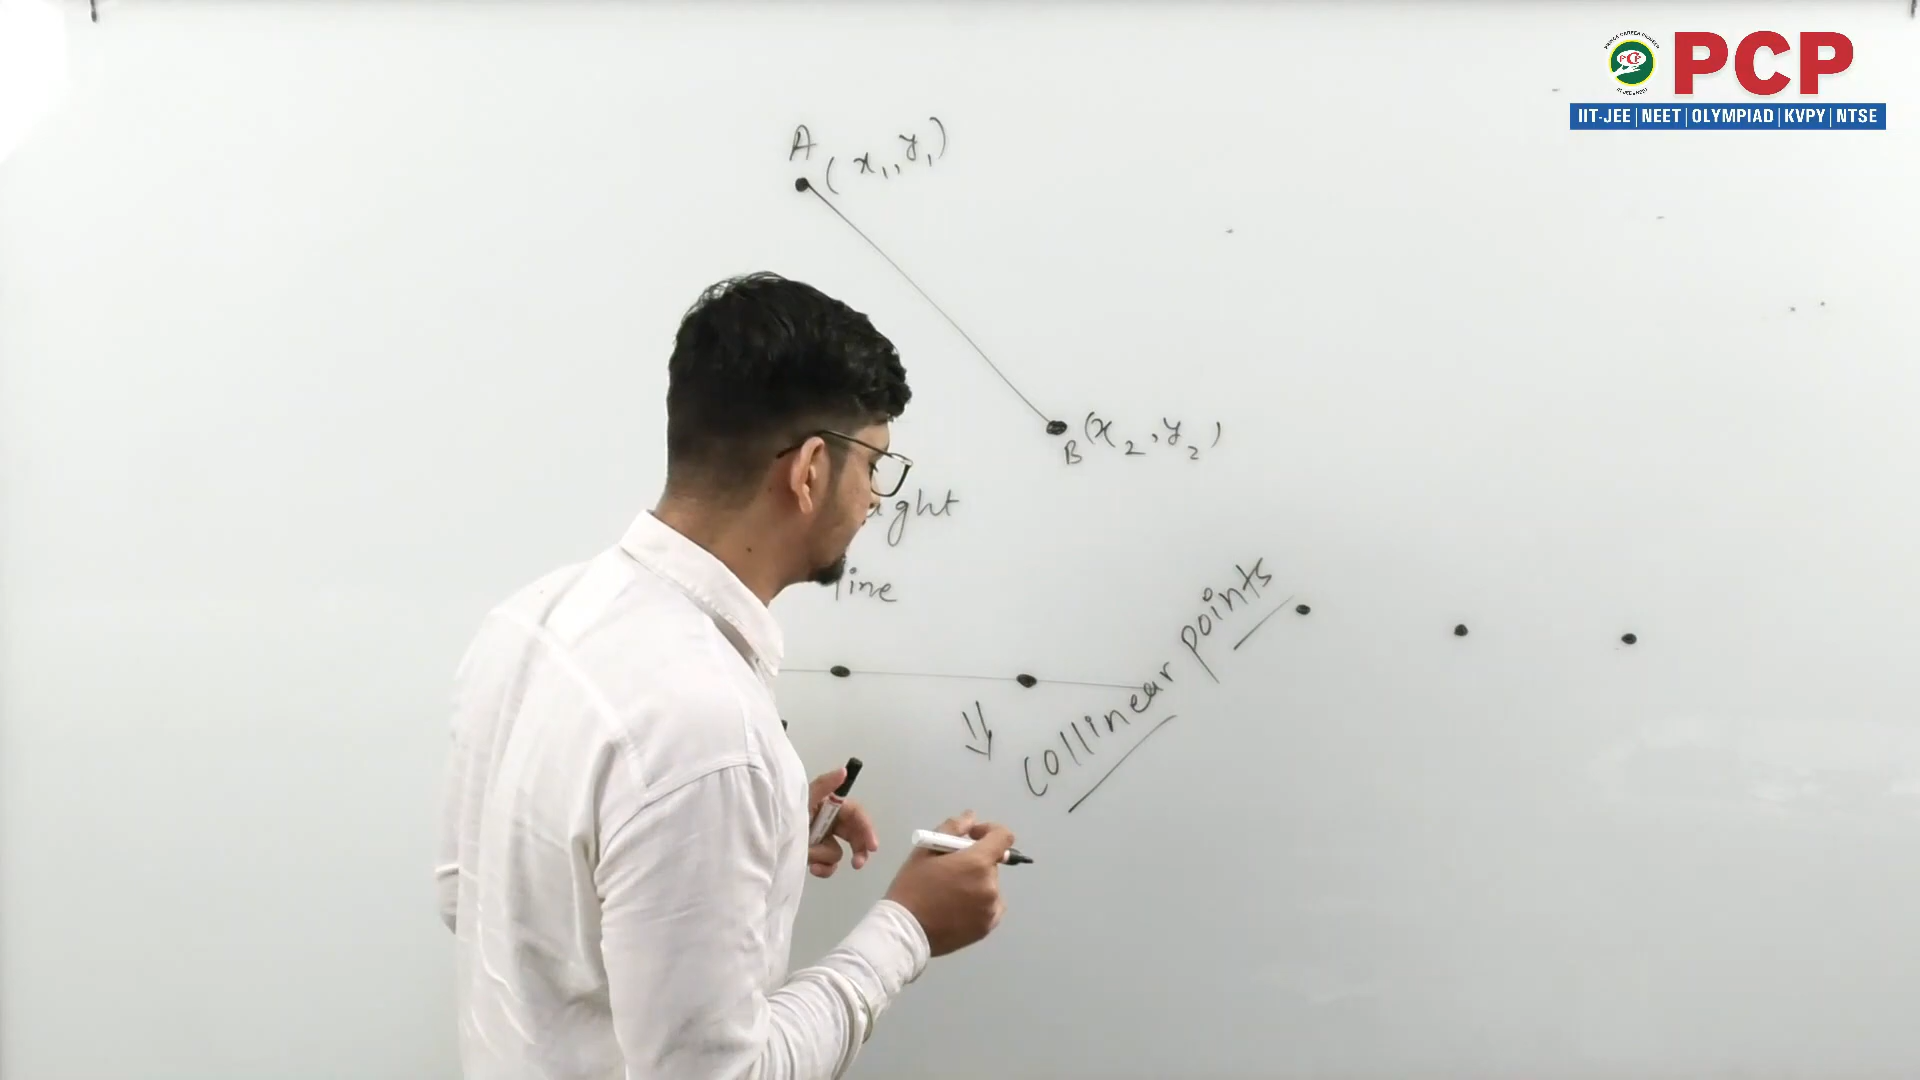 PCP
IIT-JEE | NEET | OLYMPIAD | KVPY | NTSE
A (x₁, y₁)
B (x₂, y₂)
line
collinear points